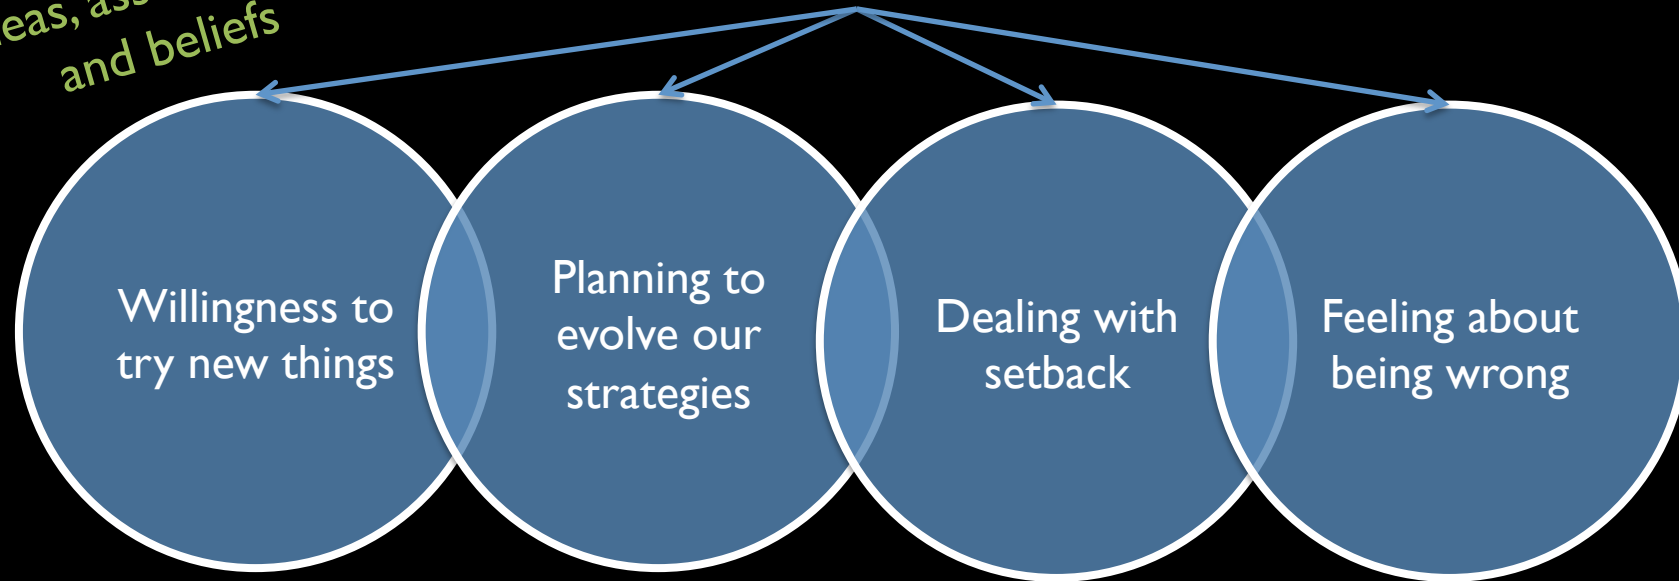 and beliefs
Willingness to
try new things
Planning to
evolve our
strategies
Dealing with
setback
Feeling about
being wrong